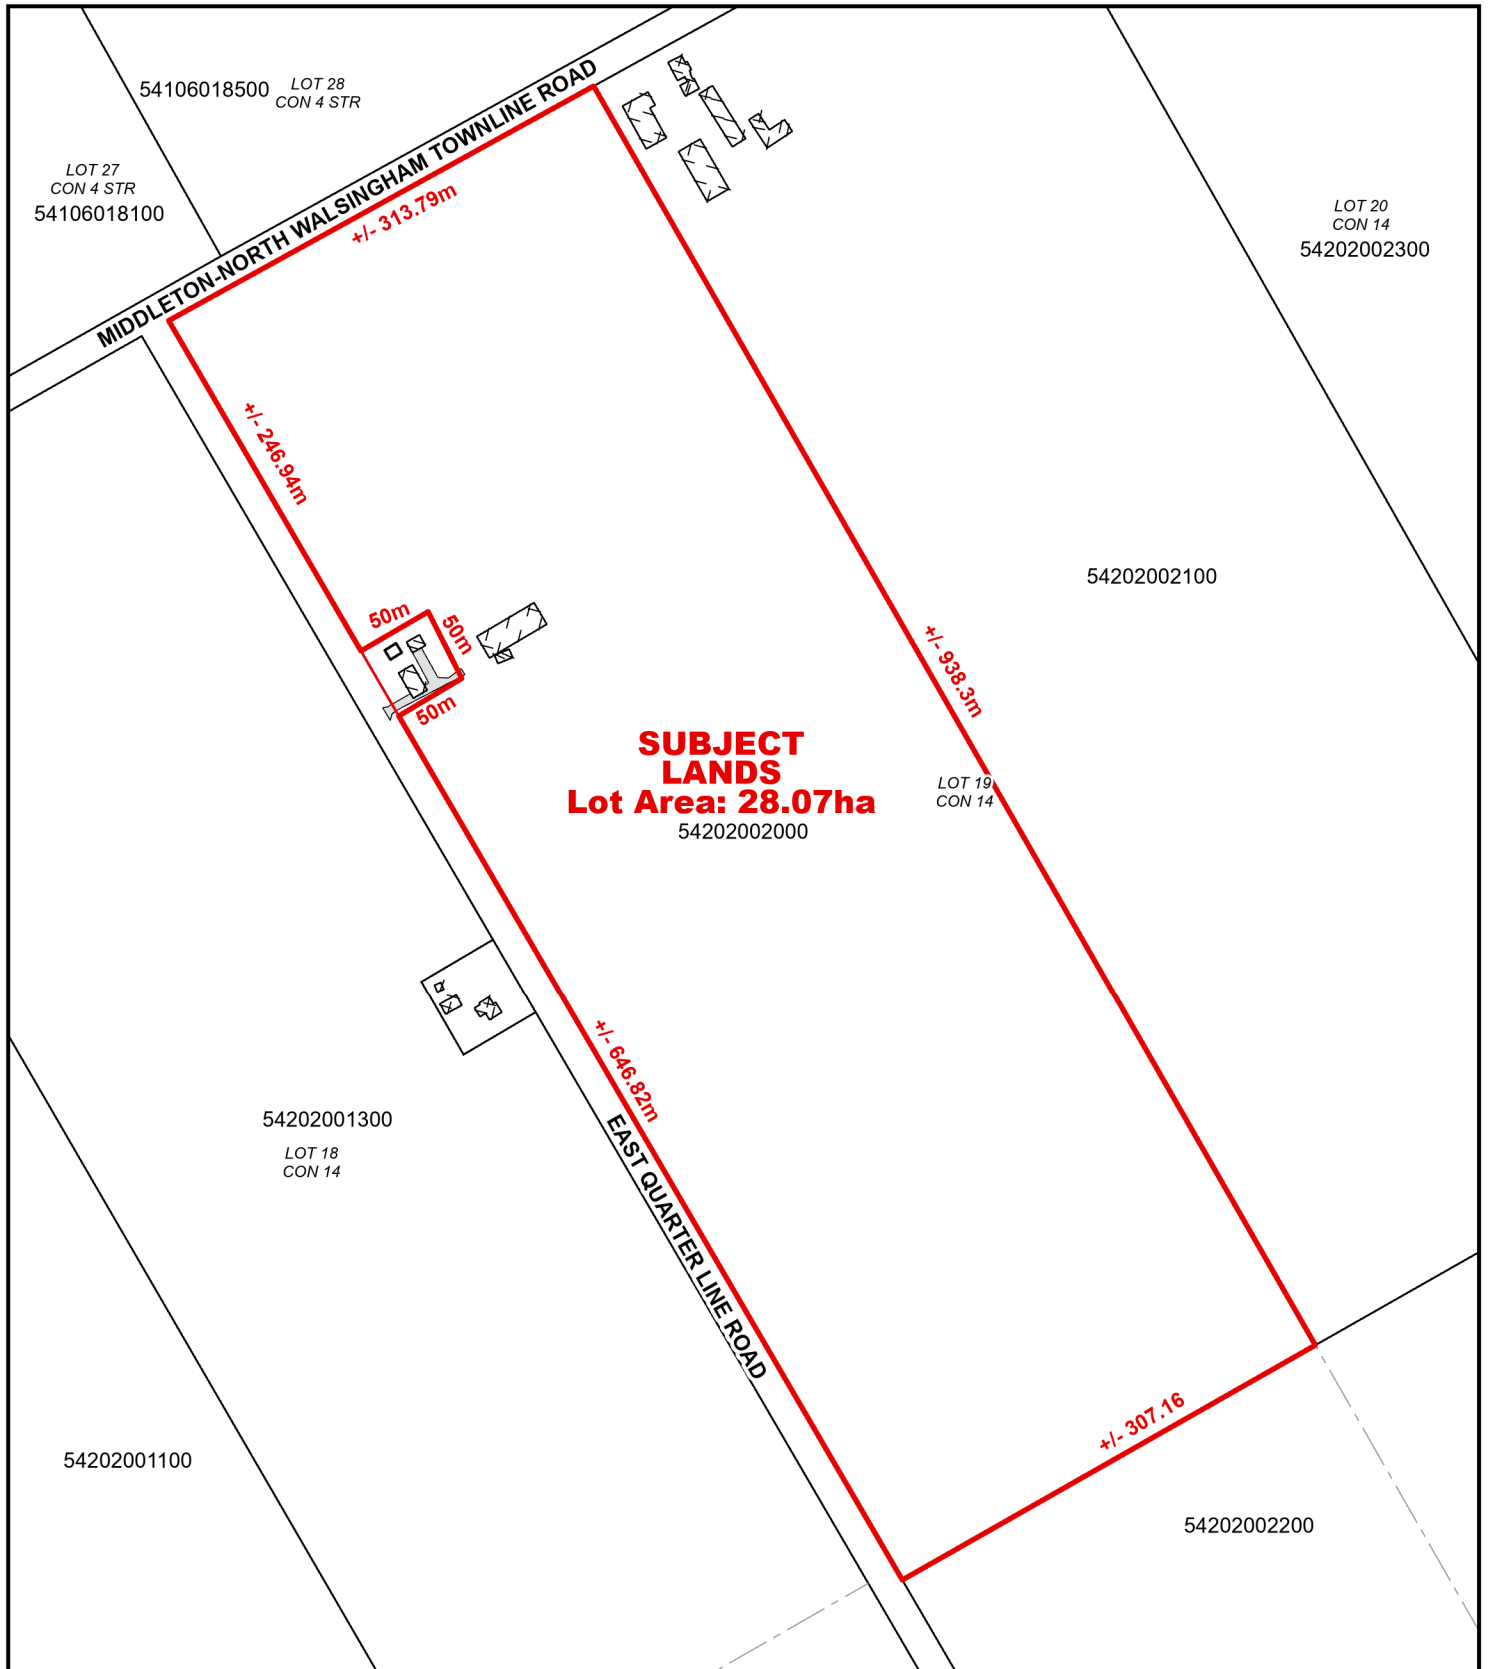 54106018500
LOT 28
CON 4 STR
LOT 27
CON 4 STR
54106018100
MIDDLETON-NORTH WALSINGHAM TOWNLINE ROAD
+/- 313.79m
LOT 20
CON 14
54202002300
+/- 246.94m
54202002100
50m
50m
50m
+/- 938.3m
SUBJECT
LANDS
Lot Area: 28.07ha
54202002000
LOT 19
CON 14
+/- 646.82m
54202001300
LOT 18
CON 14
EAST QUARTER LINE ROAD
+/- 307.16
54202001100
54202002200